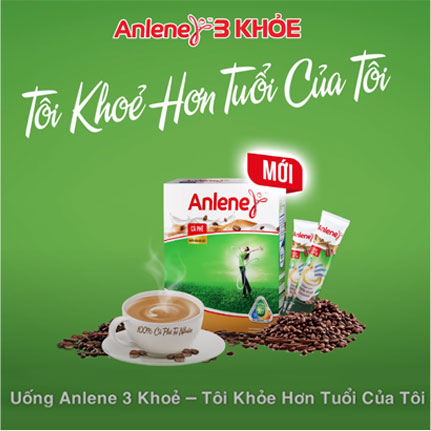 Anlene 3 KHỎE
Tôi Khoẻ Hơn Tuổi Của Tôi
MỚI
Anlene
CÀ PHÊ
Anlene
100% Cà Phê Tự Nhiên
Uống Anlene 3 Khoẻ – Tôi Khỏe Hơn Tuổi Của Tôi